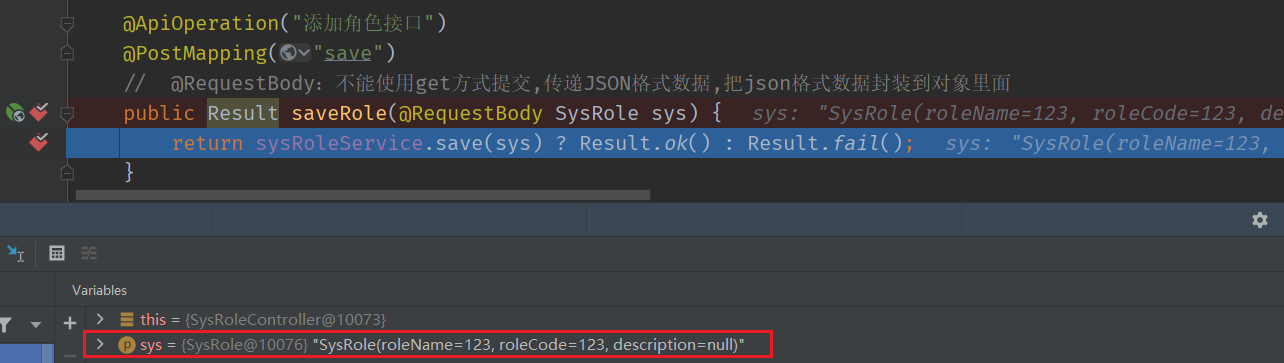 @ApiOperation("添加角色接口")
@PostMapping("save")
// @RequestBody：不能使用get方式提交,传递JSON格式数据,把json格式数据封装到对象里面
public Result saveRole(@RequestBody SysRole sys) { sys: "SysRole(roleName=123, roleCode=123, de
return sysRoleService.save(sys) ? Result.ok() : Result.fail(); sys: "SysRole(roleName=123,
}
Variables
this = {SysRoleController@10073}
sys = {SysRole@10076} "SysRole(roleName=123, roleCode=123, description=null)"